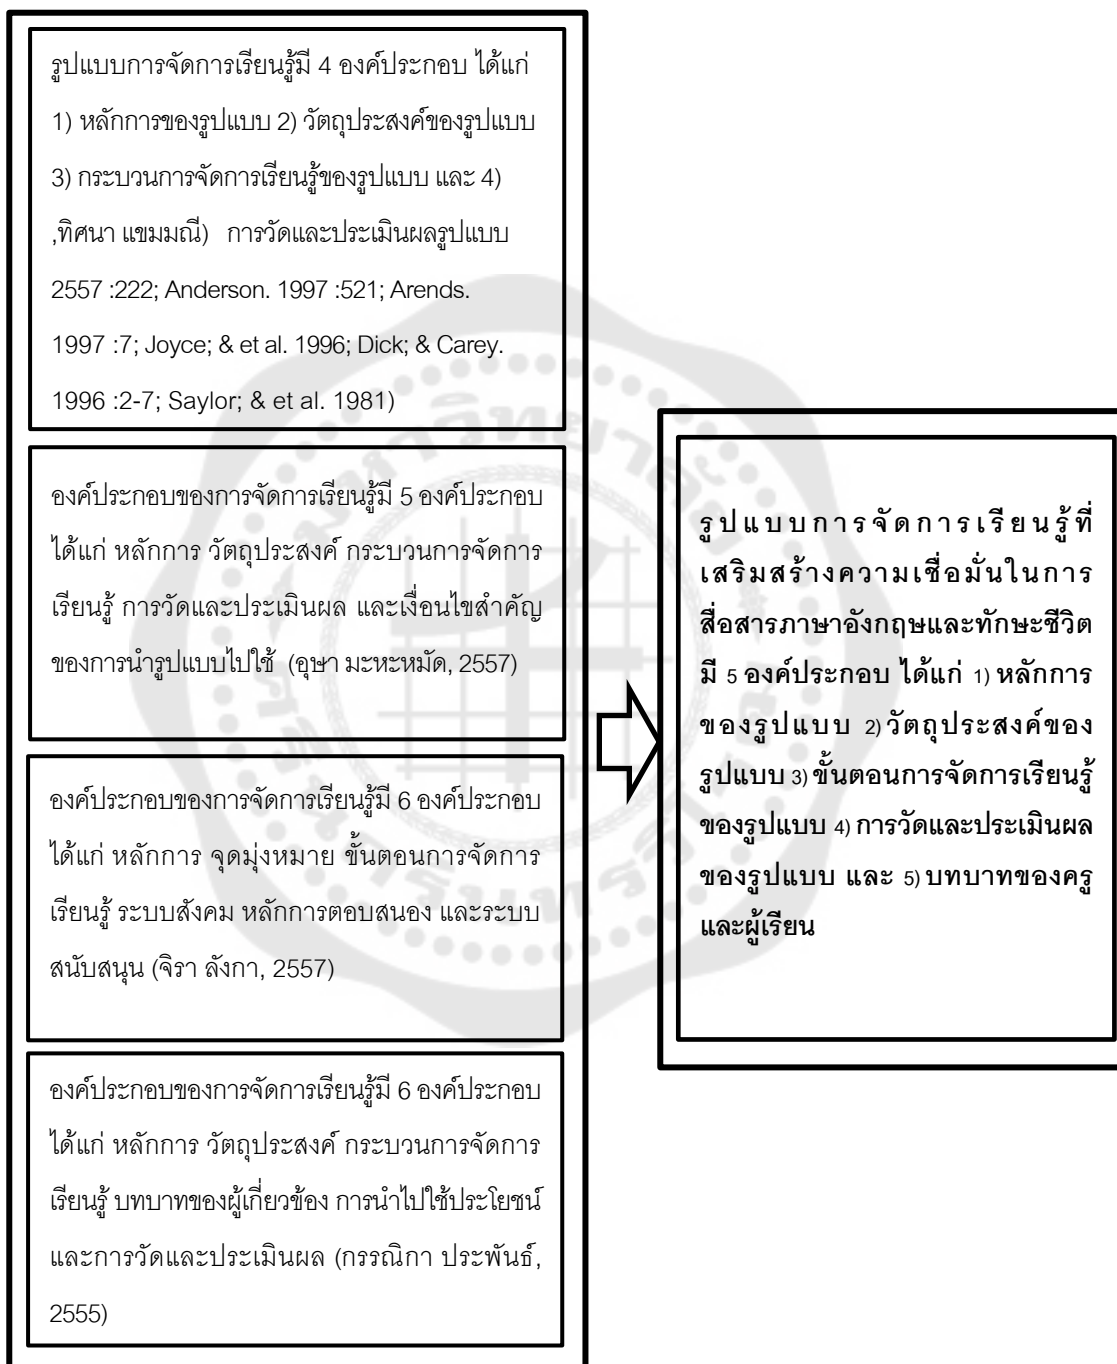 รูปแบบการจัดการเรียนรู้มี 4 องค์ประกอบ ได้แก่
1) หลักการของรูปแบบ 2) วัตถุประสงค์ของรูปแบบ
3) กระบวนการจัดการเรียนรู้ของรูปแบบ และ 4)
,ทิศนา แขมมณี) การวัดและประเมินผลรูปแบบ
2557 :222; Anderson. 1997 :521; Arends.
1997 :7; Joyce; & et al. 1996; Dick; & Carey.
1996 :2-7; Saylor; & et al. 1981)
องค์ประกอบของการจัดการเรียนรู้มี 5 องค์ประกอบ
ได้แก่ หลักการ วัตถุประสงค์ กระบวนการจัดการ
เรียนรู้ การวัดและประเมินผล และเงื่อนไขสำคัญ
ของการนำรูปแบบไปใช้ (อุษา มะหะหมัด, 2557)
องค์ประกอบของการจัดการเรียนรู้มี 6 องค์ประกอบ
ได้แก่ หลักการ จุดมุ่งหมาย ขั้นตอนการจัดการ
เรียนรู้ ระบบสังคม หลักการตอบสนอง และระบบ
สนับสนุน (จิรา ลังกา, 2557)
องค์ประกอบของการจัดการเรียนรู้มี 6 องค์ประกอบ
ได้แก่ หลักการ วัตถุประสงค์ กระบวนการจัดการ
เรียนรู้ บทบาทของผู้เกี่ยวข้อง การนำไปใช้ประโยชน์
และการวัดและประเมินผล (กรรณิกา ประพันธ์,
2555)
รูปแบบการจัดการเรียนรู้ที่
เสริมสร้างความเชื่อมั่นในการ
สื่อสารภาษาอังกฤษและทักษะชีวิต
มี 5 องค์ประกอบ ได้แก่ 1) หลักการ
ของรูปแบบ 2) วัตถุประสงค์ของ
รูปแบบ 3) ขั้นตอนการจัดการเรียนรู้
ของรูปแบบ 4) การวัดและประเมินผล
ของรูปแบบ และ 5) บทบาทของครู
และผู้เรียน
มหาวิทยาลัย
ศรีนครินทรวิโรฒ